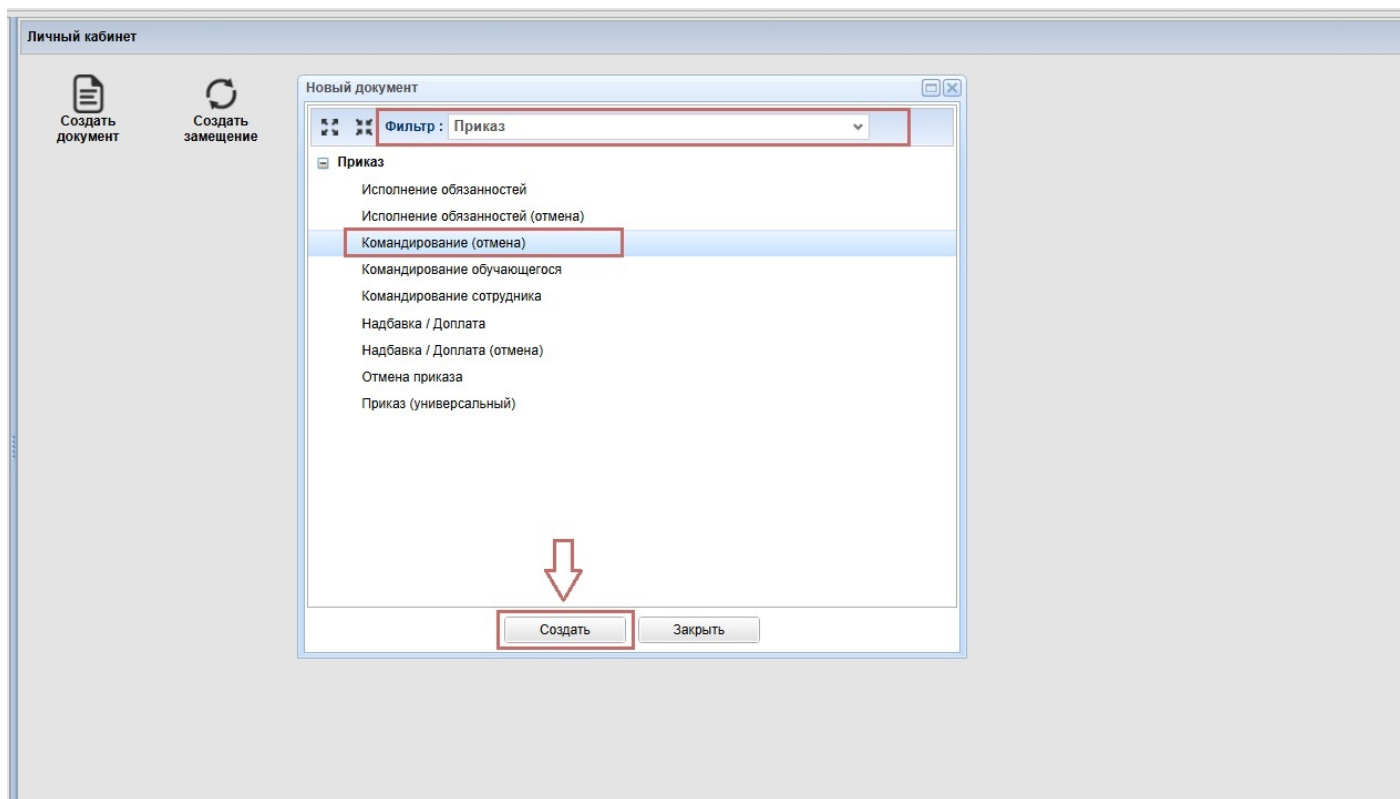 Личный кабинет
Создать
документ
Создать
замещение
Новый документ
Фильтр : Приказ
Приказ
Исполнение обязанностей
Исполнение обязанностей (отмена)
Командирование (отмена)
Командирование обучающегося
Командирование сотрудника
Надбавка / Доплата
Надбавка / Доплата (отмена)
Отмена приказа
Приказ (универсальный)
Создать Закрыть